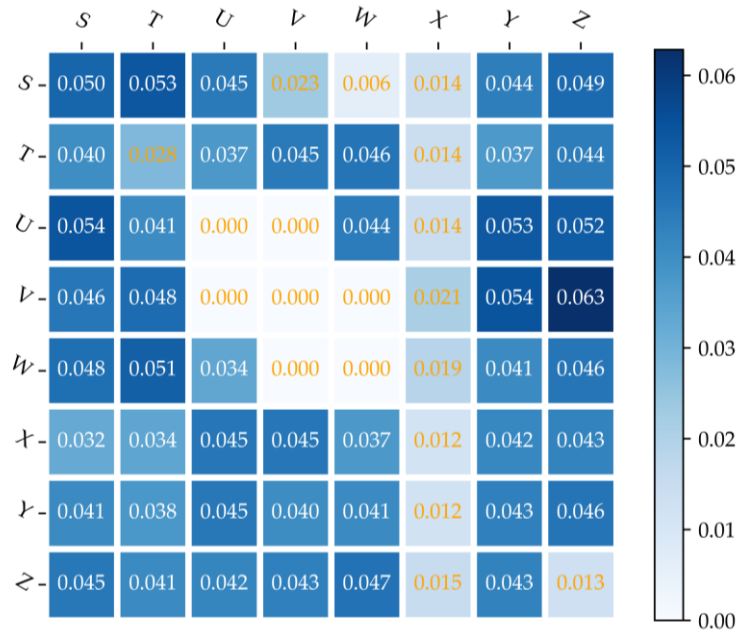 S T U V W X Y Z
S 0.050 0.053 0.045 0.023 0.006 0.014 0.044 0.049
T 0.040 0.028 0.037 0.045 0.046 0.014 0.037 0.044
U 0.054 0.041 0.000 0.000 0.044 0.014 0.053 0.052
V 0.046 0.048 0.000 0.000 0.000 0.021 0.054 0.063
W 0.048 0.051 0.034 0.000 0.000 0.019 0.041 0.046
X 0.032 0.034 0.045 0.045 0.037 0.012 0.042 0.043
Y 0.041 0.038 0.045 0.040 0.041 0.012 0.043 0.046
Z 0.045 0.041 0.042 0.043 0.047 0.015 0.043 0.013
0.06
0.05
0.04
0.03
0.02
0.01
0.00